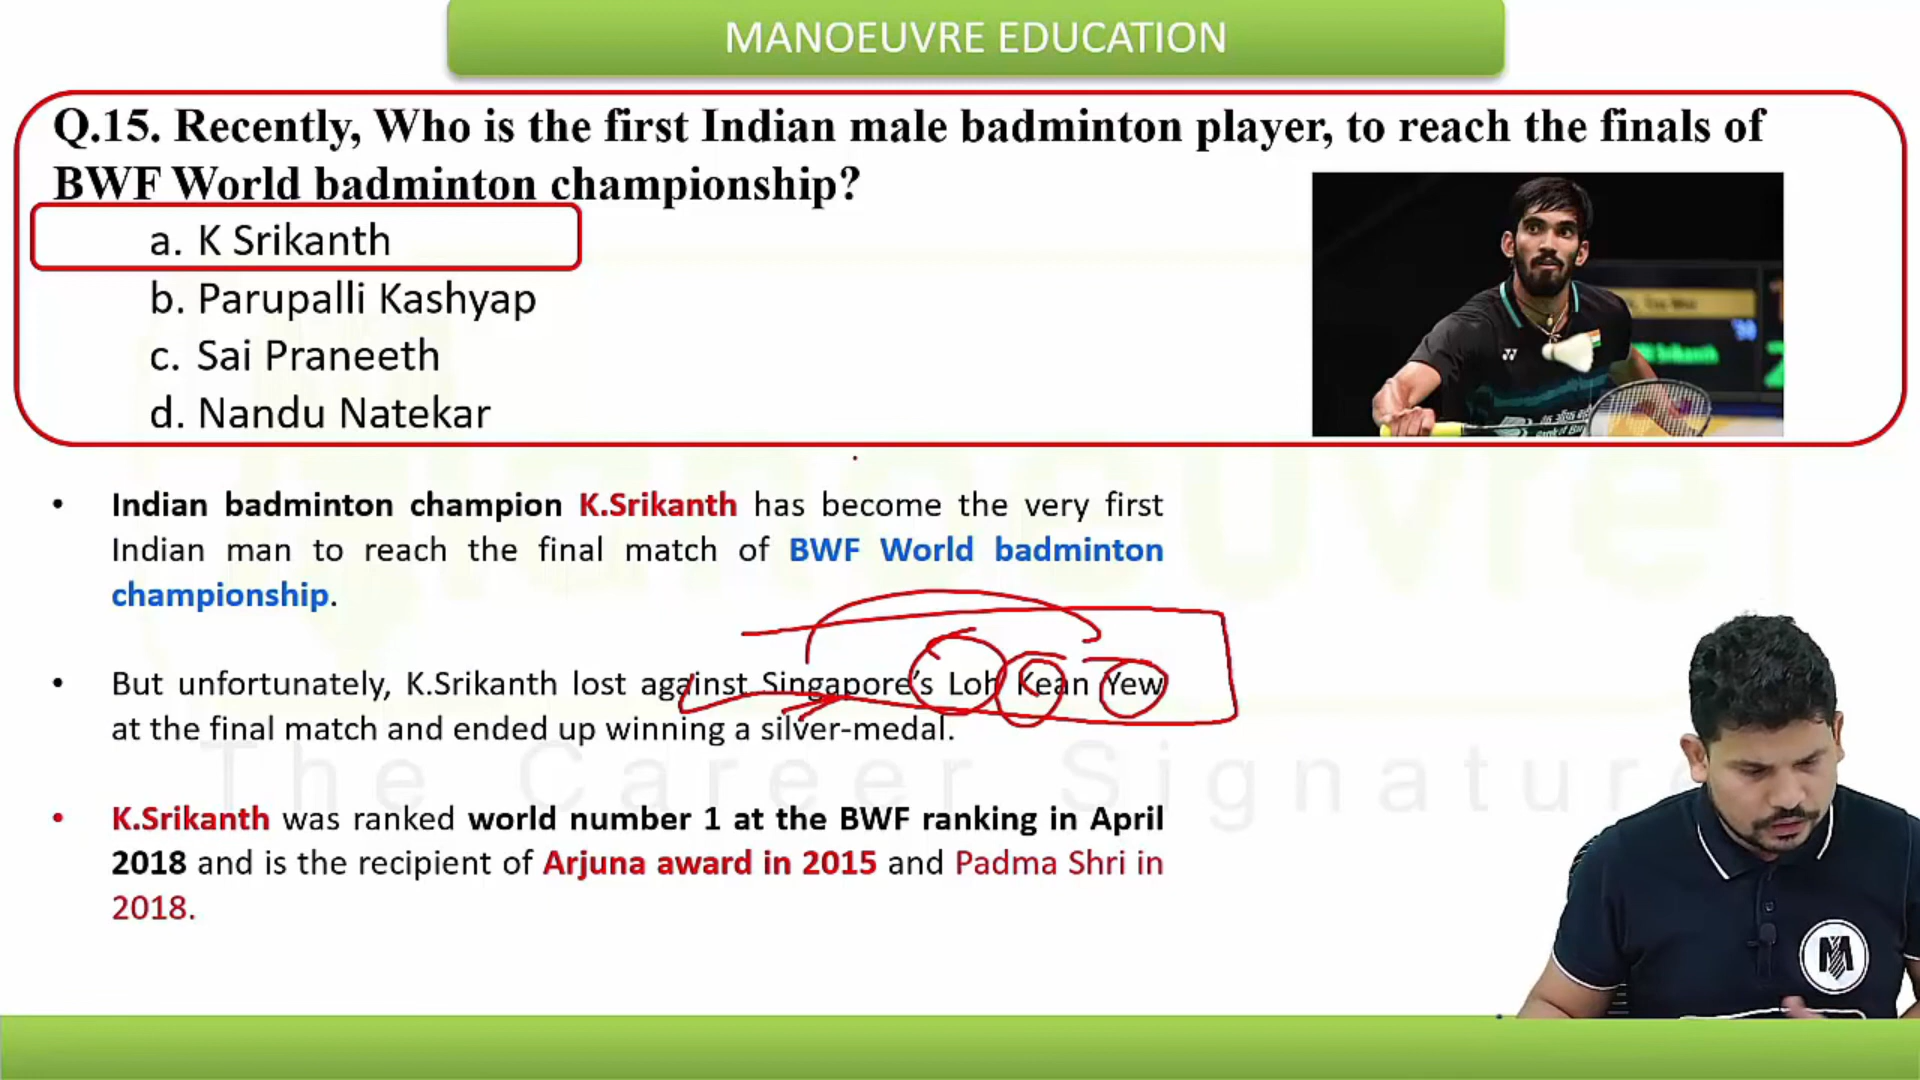 MANOEUVRE EDUCATION
Q.15. Recently, Who is the first Indian male badminton player, to reach the finals of
BWF World badminton championship?
a. K Srikanth
b. Parupalli Kashyap
c. Sai Praneeth
d. Nandu Natekar
• Indian badminton champion K.Srikanth has become the very first
Indian man to reach the final match of BWF World badminton
championship.
• But unfortunately, K.Srikanth lost against Singapore's Loh Kean Yew
at the final match and ended up winning a silver-medal.
The Career Signature
• K.Srikanth was ranked world number 1 at the BWF ranking in April
2018 and is the recipient of Arjuna award in 2015 and Padma Shri in
2018.